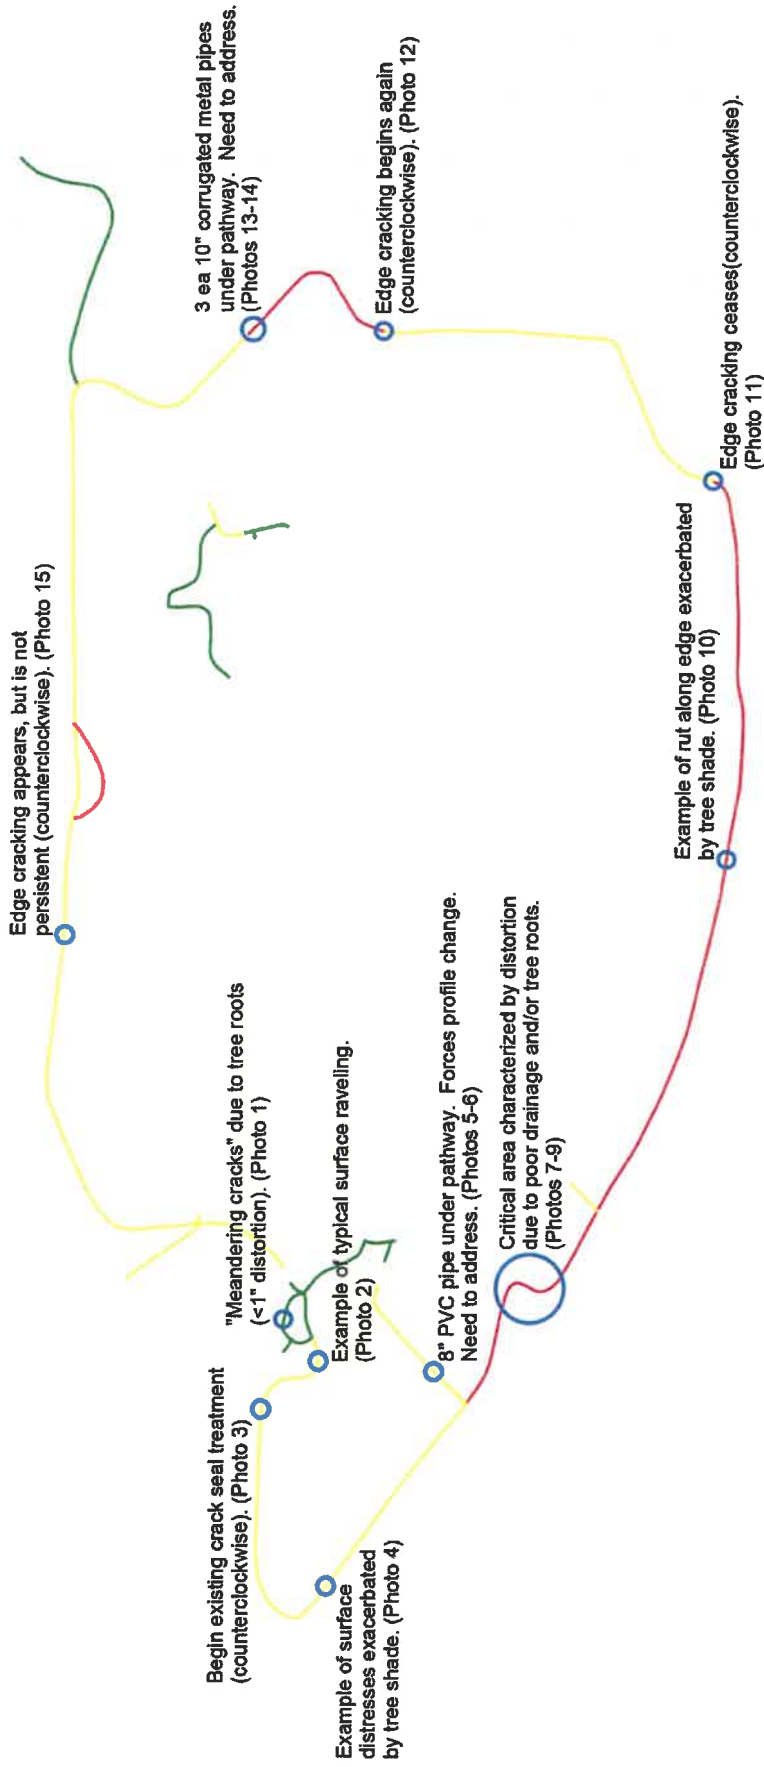 Edge cracking appears, but is not
persistent (counterclockwise). (Photo 15)
3 ea 10" corrugated metal pipes
under pathway.  Need to address.
(Photos 13-14)
Edge cracking begins again
(counterclockwise). (Photo 12)
"Meandering cracks" due to tree roots
(<1" distortion). (Photo 1)
Begin existing crack seal treatment
(counterclockwise). (Photo 3)
Example of typical surface raveling.
(Photo 2)
Example of surface
distresses exacerbated
by tree shade. (Photo 4)
8" PVC pipe under pathway.  Forces profile change.
Need to address. (Photos 5-6)
Critical area characterized by distortion
due to poor drainage and/or tree roots.
(Photos 7-9)
Example of rut along edge exacerbated
by tree shade. (Photo 10)
Edge cracking ceases(counterclockwise).
(Photo 11)